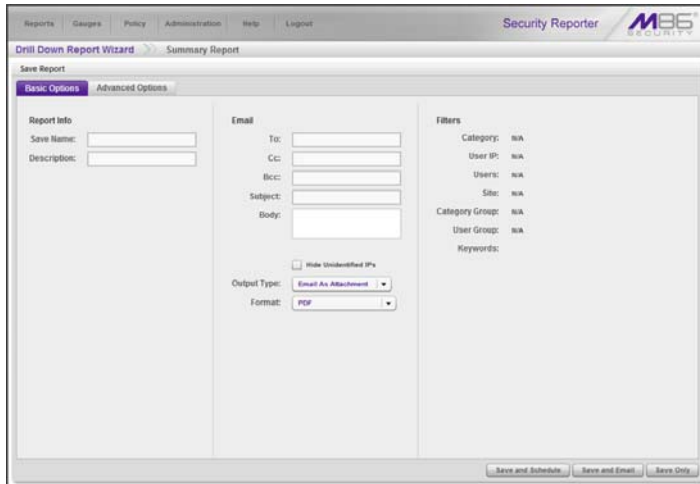 Reports Gauges Policy Administration Help Logout
Security Reporter
M86
SECURITY
Drill Down Report Wizard Summary Report
Save Report
Basic Options Advanced Options
Report Info
Save Name:
Description:
Email
To:
Cc:
Bcc:
Subject:
Body:
Hide Unidentified IPs
Output Type: Email As Attachment
Format: PDF
Filters
Category: N/A
User IP: N/A
Users: N/A
Site: N/A
Category Group: N/A
User Group: N/A
Keywords:
Save and Schedule Save and Email Save Only